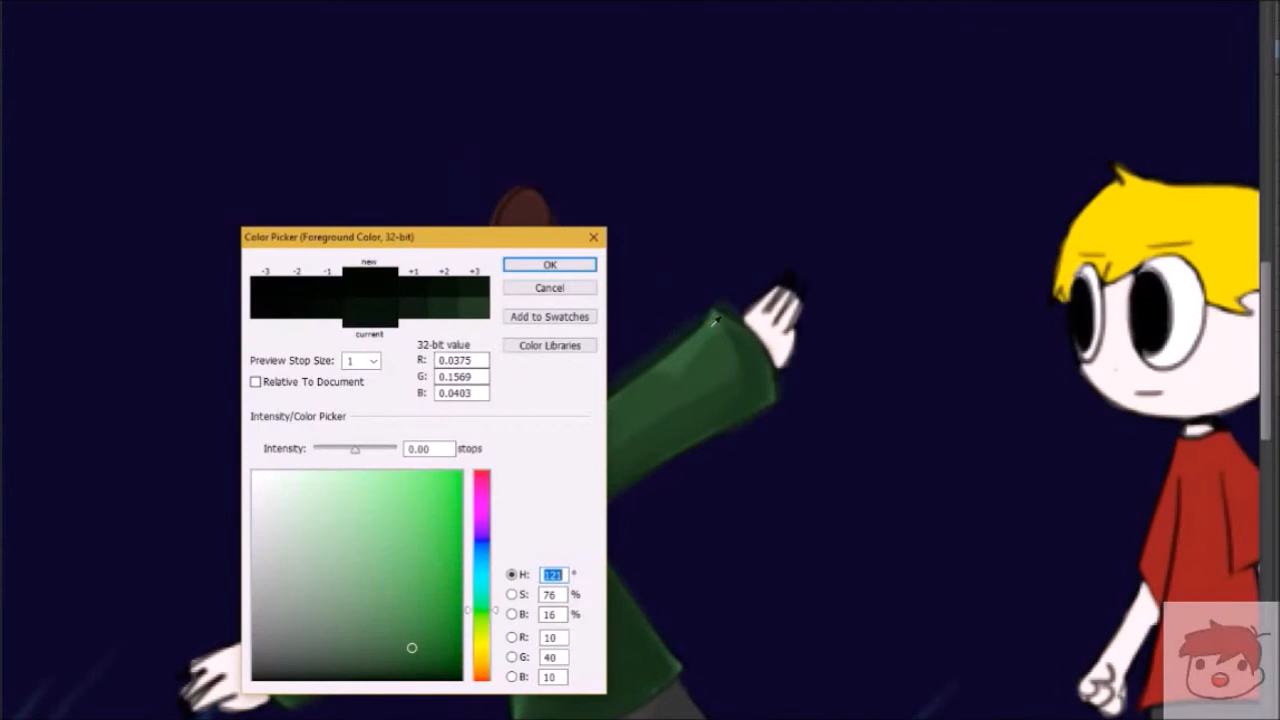 Color Picker (Foreground Color, 32-bit)
new
-3 -2 -1 +1 +2 +3
current
OK
Cancel
Add to Swatches
Color Libraries
32-bit value
Preview Stop Size: 1
R: 0.0375
G: 0.1569
B: 0.0403
Relative To Document
Intensity/Color Picker
Intensity: 0.00 stops
H: 121 °
S: 76 %
B: 16 %
R: 10
G: 40
B: 10